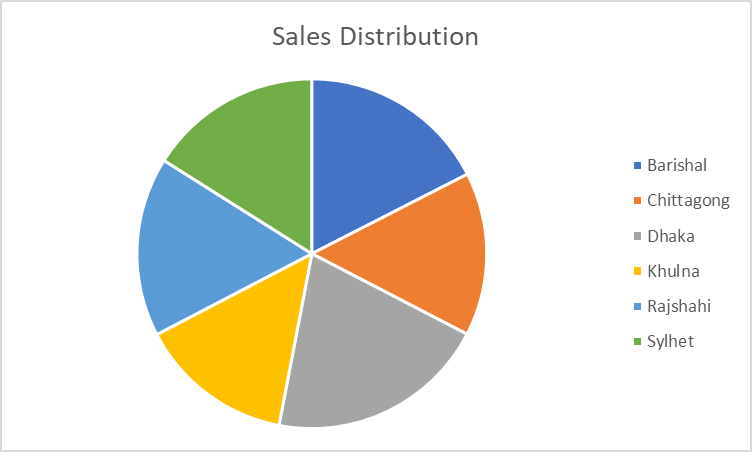 Sales Distribution
Barishal
Chittagong
Dhaka
Khulna
Rajshahi
Sylhet